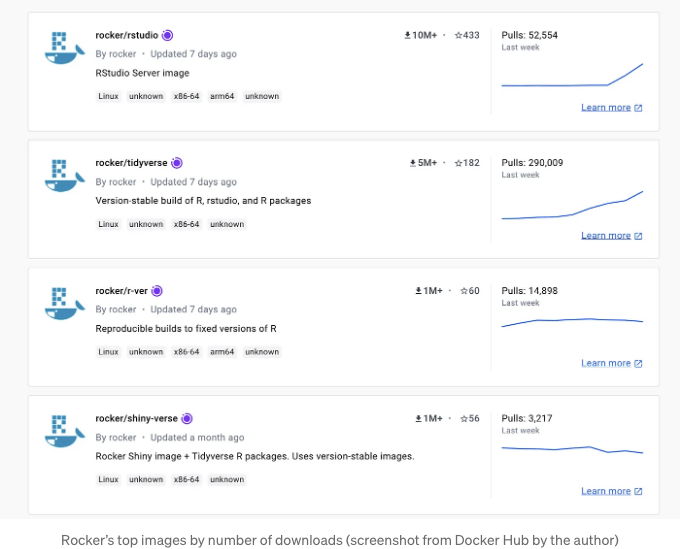 rocker/rstudio
10M+ · ☆433
Pulls: 52,554
Last week
By rocker · Updated 7 days ago
RStudio Server image
Linux unknown x86-64 arm64 unknown
Learn more
rocker/tidyverse
5M+ · ☆182
Pulls: 290,009
Last week
By rocker · Updated 7 days ago
Version-stable build of R, rstudio, and R packages
Linux unknown x86-64 unknown
Learn more
rocker/r-ver
1M+ · ☆60
Pulls: 14,898
Last week
By rocker · Updated 7 days ago
Reproducible builds to fixed versions of R
Linux unknown x86-64 arm64 unknown
Learn more
rocker/shiny-verse
1M+ · ☆56
Pulls: 3,217
Last week
By rocker · Updated a month ago
Rocker Shiny image + Tidyverse R packages. Uses version-stable images.
Linux unknown x86-64 unknown
Learn more
Rocker’s top images by number of downloads (screenshot from Docker Hub by the author)